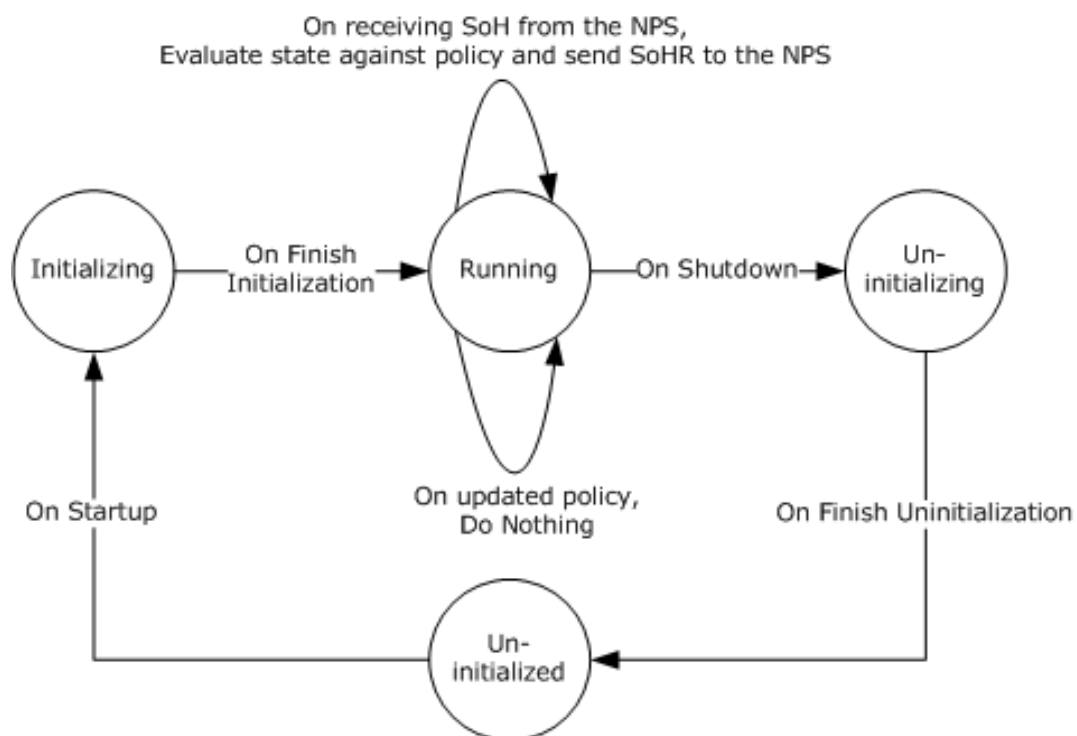 On receiving SoH from the NPS,
Evaluate state against policy and send SoHR to the NPS
Initializing
On Finish
Initialization
Running
On Shutdown
Un-
initializing
On Startup
On updated policy,
Do Nothing
On Finish Uninitialization
Un-
initialized